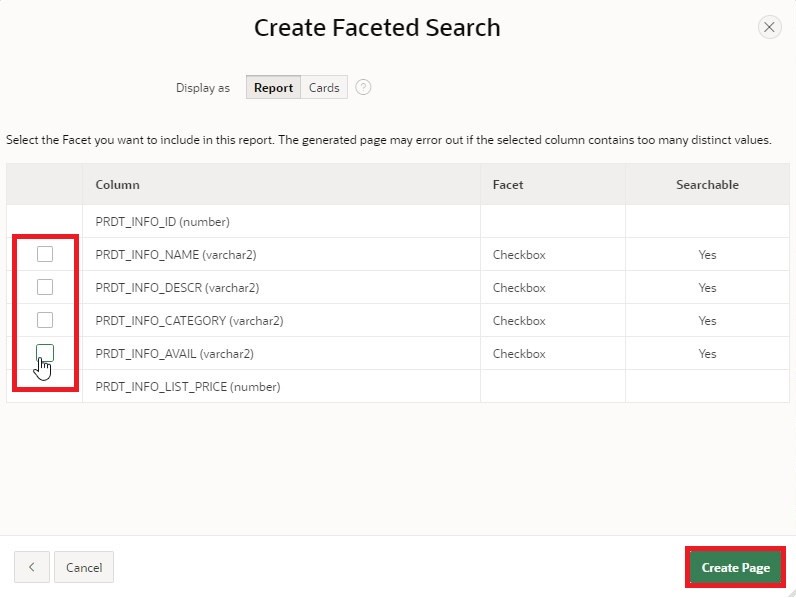 Create Faceted Search
Display as Report Cards ?
Select the Facet you want to include in this report. The generated page may error out if the selected column contains too many distinct values.
Column Facet Searchable
PRDT_INFO_ID (number)
PRDT_INFO_NAME (varchar2) Checkbox Yes
PRDT_INFO_DESCR (varchar2) Checkbox Yes
PRDT_INFO_CATEGORY (varchar2) Checkbox Yes
PRDT_INFO_AVAIL (varchar2) Checkbox Yes
PRDT_INFO_LIST_PRICE (number)
Cancel Create Page